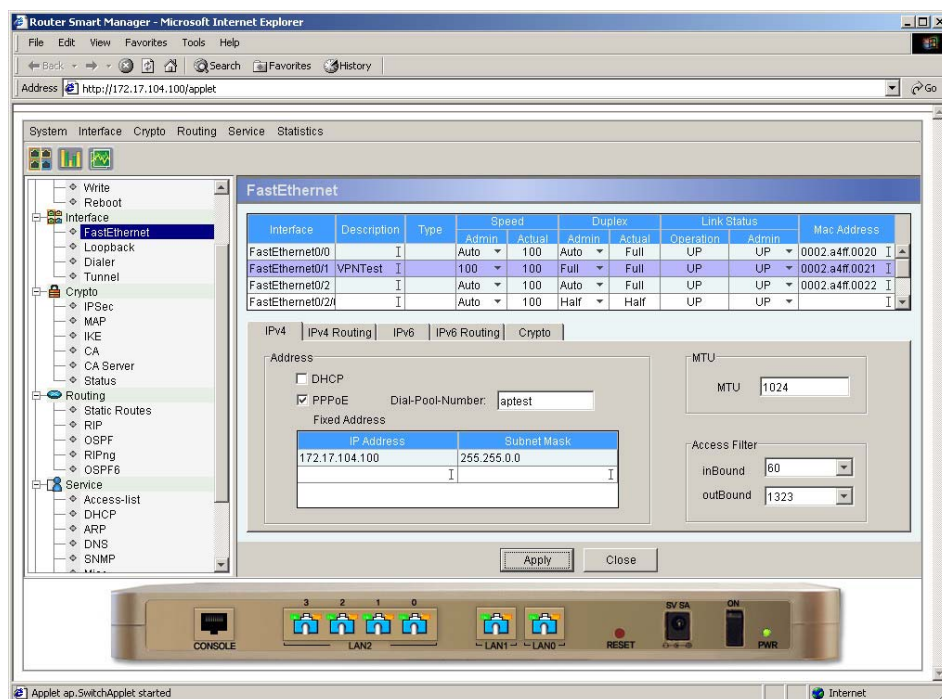 Router Smart Manager - Microsoft Internet Explorer
File Edit View Favorites Tools Help
Back Search Favorites History
Address http://172.17.104.100/applet Go
System Interface Crypto Routing Service Statistics
Write
Reboot
Interface
FastEthernet
Loopback
Dialer
Tunnel
Crypto
IPSec
MAP
IKE
CA
CA Server
Status
Routing
Static Routes
RIP
OSPF
RIPng
OSPF6
Service
Access-list
DHCP
ARP
DNS
SNMP
FastEthernet
Interface Description Type Speed Duplex Link Status Mac Address
Admin Actual Admin Actual Operation Admin
FastEthernet0/0 Auto 100 Auto Full UP UP 0002.a4ff.0020
FastEthernet0/1 VPNTest 100 100 Full Full UP UP 0002.a4ff.0021
FastEthernet0/2 Auto 100 Auto Full UP UP 0002.a4ff.0022
FastEthernet0/2/ Auto 100 Half Half UP UP
IPv4 IPv4 Routing IPv6 IPv6 Routing Crypto
Address
DHCP
PPPoE Dial-Pool-Number: aptest
Fixed Address
IP Address Subnet Mask
172.17.104.100 255.255.0.0
MTU
MTU 1024
Access Filter
inBound 60
outBound 1323
Apply Close
3 2 1 0
CONSOLE LAN2 LAN1 LAN0 RESET 5V 5A ON PWR
Applet ap.SwitchApplet started Internet